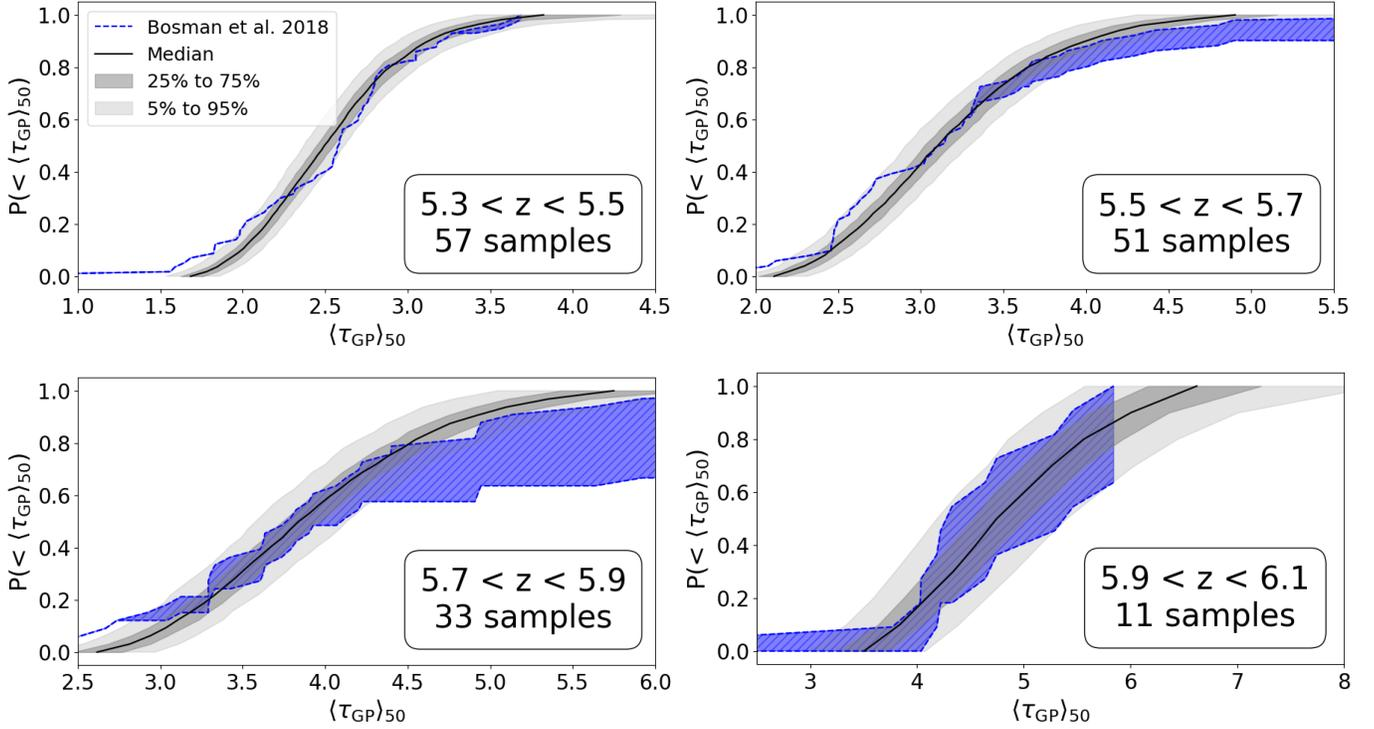 Bosman et al. 2018
Median
25% to 75%
5% to 95%
P(< ⟨τGP⟩50)
1.0
0.8
0.6
0.4
0.2
0.0
5.3 < z < 5.5
57 samples
1.0 1.5 2.0 2.5 3.0 3.5 4.0 4.5
⟨τGP⟩50
P(< ⟨τGP⟩50)
1.0
0.8
0.6
0.4
0.2
0.0
5.5 < z < 5.7
51 samples
2.0 2.5 3.0 3.5 4.0 4.5 5.0 5.5
⟨τGP⟩50
P(< ⟨τGP⟩50)
1.0
0.8
0.6
0.4
0.2
0.0
5.7 < z < 5.9
33 samples
2.5 3.0 3.5 4.0 4.5 5.0 5.5 6.0
⟨τGP⟩50
P(< ⟨τGP⟩50)
1.0
0.8
0.6
0.4
0.2
0.0
5.9 < z < 6.1
11 samples
3 4 5 6 7 8
⟨τGP⟩50